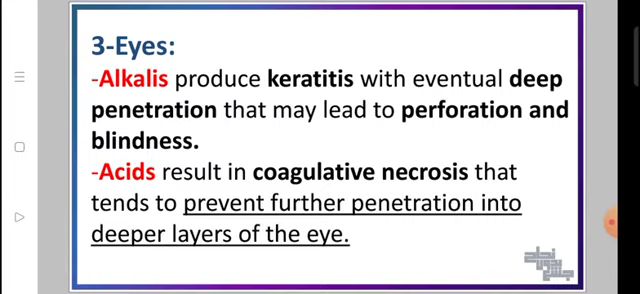 3-Eyes:
-Alkalis produce keratitis with eventual deep
penetration that may lead to perforation and
blindness.
-Acids result in coagulative necrosis that
tends to prevent further penetration into
deeper layers of the eye.